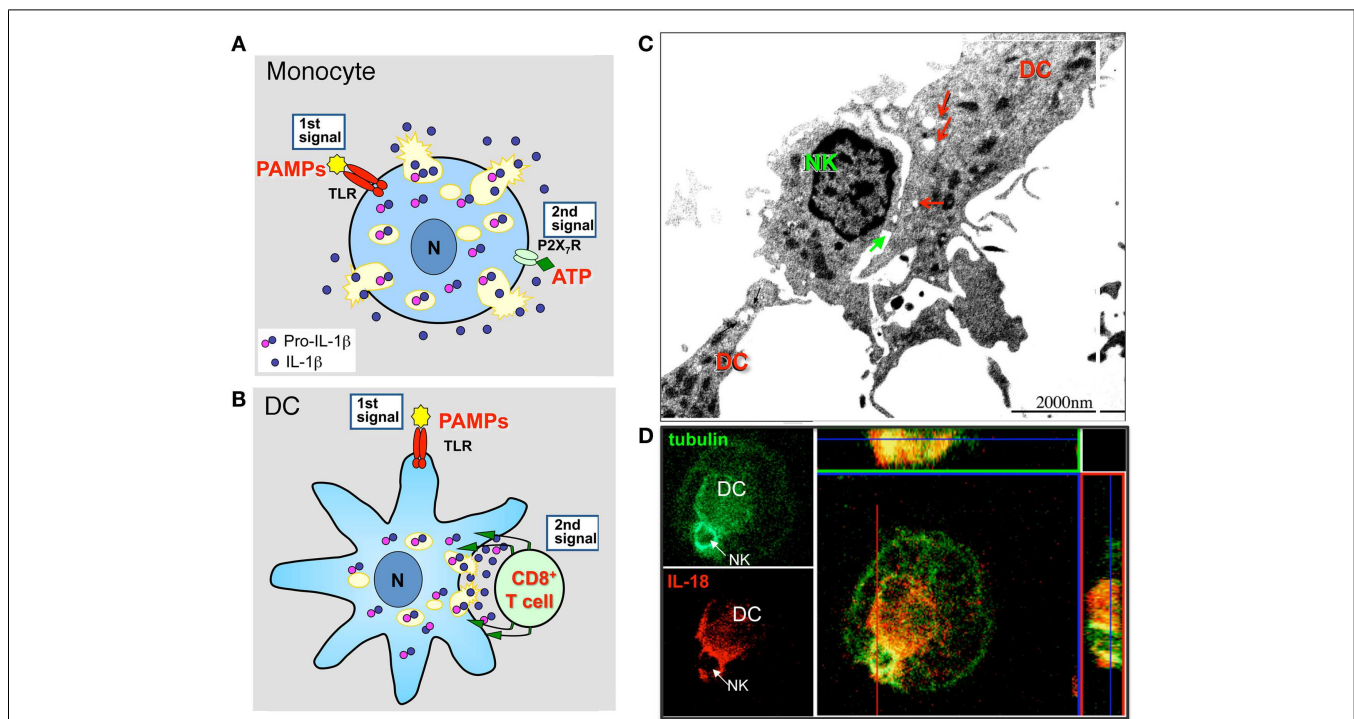 A
Monocyte
1st
signal
PAMPs
TLR
2nd
signal
P2X₇R
N
ATP
Pro-IL-1β
IL-1β
B
DC
1st
signal
PAMPs
TLR
2nd
signal
N
CD8⁺
T cell
C
DC
NK
DC
2000nm
D
tubulin
DC
NK
IL-18
DC
NK